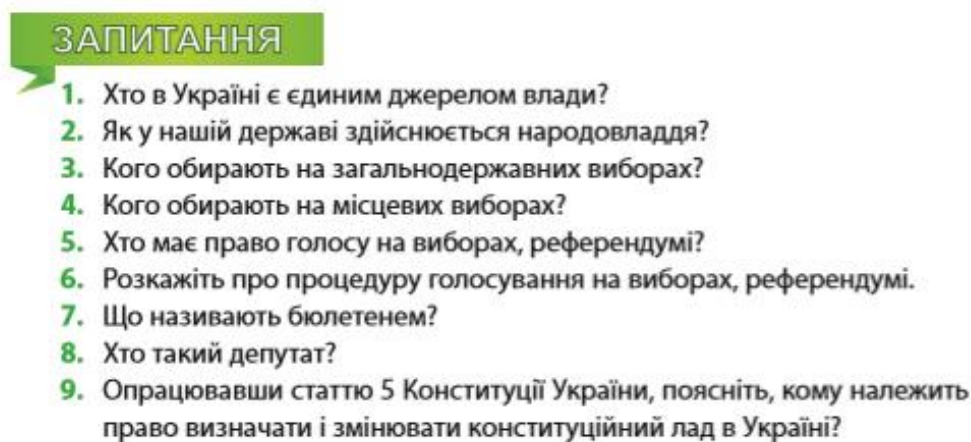 ЗАПИТАННЯ
1. Хто в Україні є єдиним джерелом влади?
2. Як у нашій державі здійснюється народовладдя?
3. Кого обирають на загальнодержавних виборах?
4. Кого обирають на місцевих виборах?
5. Хто має право голосу на виборах, референдумі?
6. Розкажіть про процедуру голосування на виборах, референдумі.
7. Що називають бюлетенем?
8. Хто такий депутат?
9. Опрацювавши статтю 5 Конституції України, поясніть, кому належить
право визначати і змінювати конституційний лад в Україні?